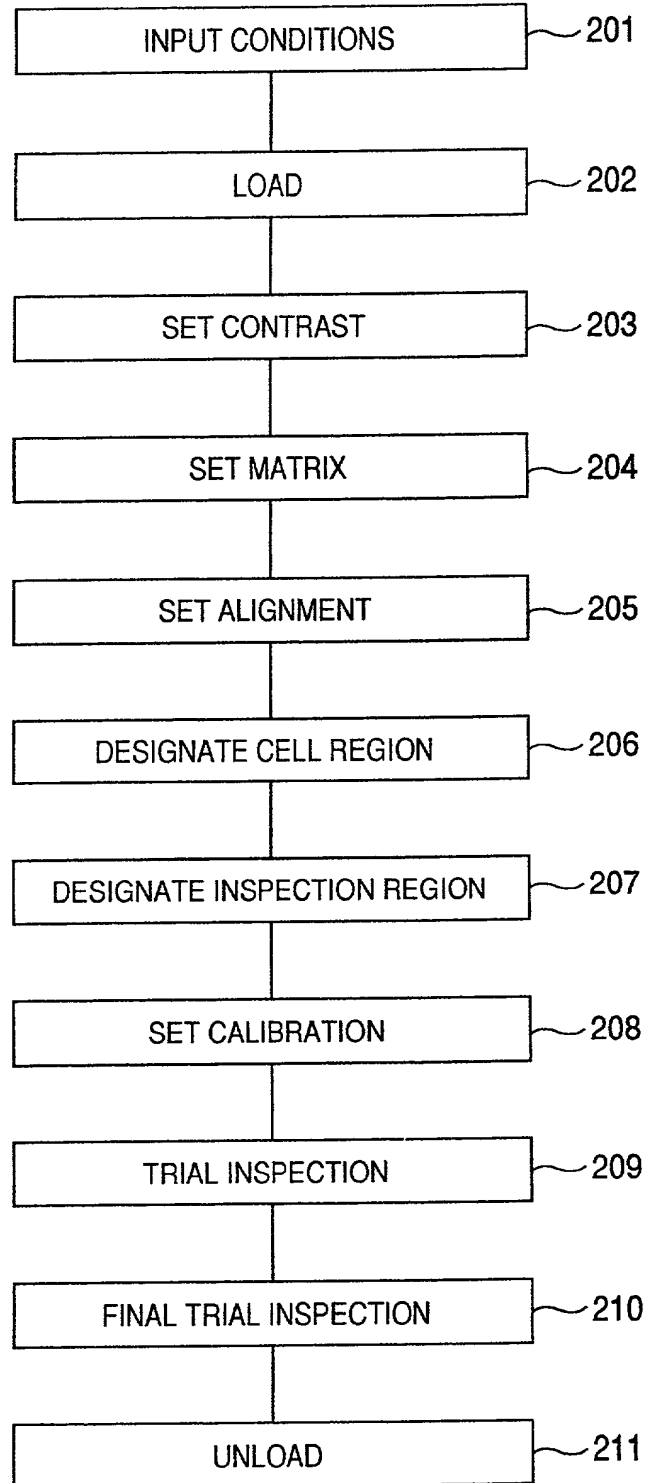 INPUT CONDITIONS 201
LOAD 202
SET CONTRAST 203
SET MATRIX 204
SET ALIGNMENT 205
DESIGNATE CELL REGION 206
DESIGNATE INSPECTION REGION 207
SET CALIBRATION 208
TRIAL INSPECTION 209
FINAL TRIAL INSPECTION 210
UNLOAD 211